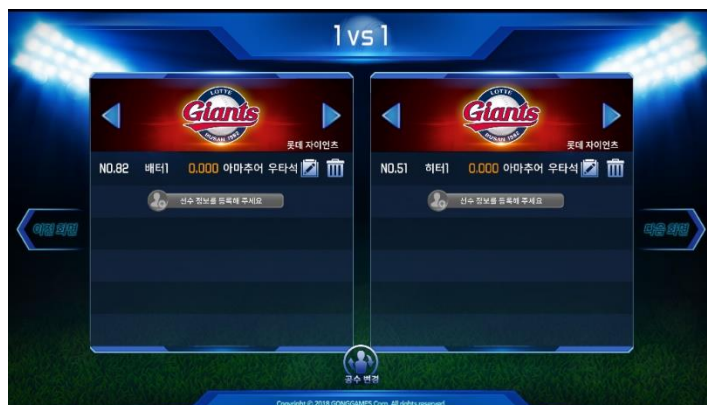 1 vs 1
LOTTE
Giants
BUSAN 1982
롯데 자이언츠
NO.82 배터1 0.000 아마추어 우타석
선수 정보를 등록해 주세요
LOTTE
Giants
BUSAN 1982
롯데 자이언츠
NO.51 히터1 0.000 아마추어 우타석
선수 정보를 등록해 주세요
이전 화면
다음 화면
공수 변경
Copyright © 2018 GONGGAMES Corp. All rights reserved.